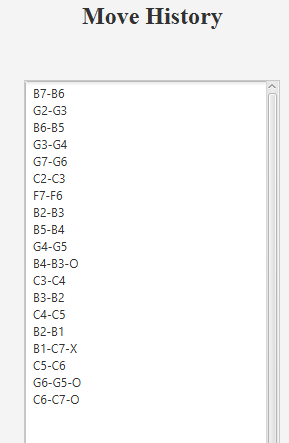 Move History
B7-B6
G2-G3
B6-B5
G3-G4
G7-G6
C2-C3
F7-F6
B2-B3
B5-B4
G4-G5
B4-B3-O
C3-C4
B3-B2
C4-C5
B2-B1
B1-C7-X
C5-C6
G6-G5-O
C6-C7-O